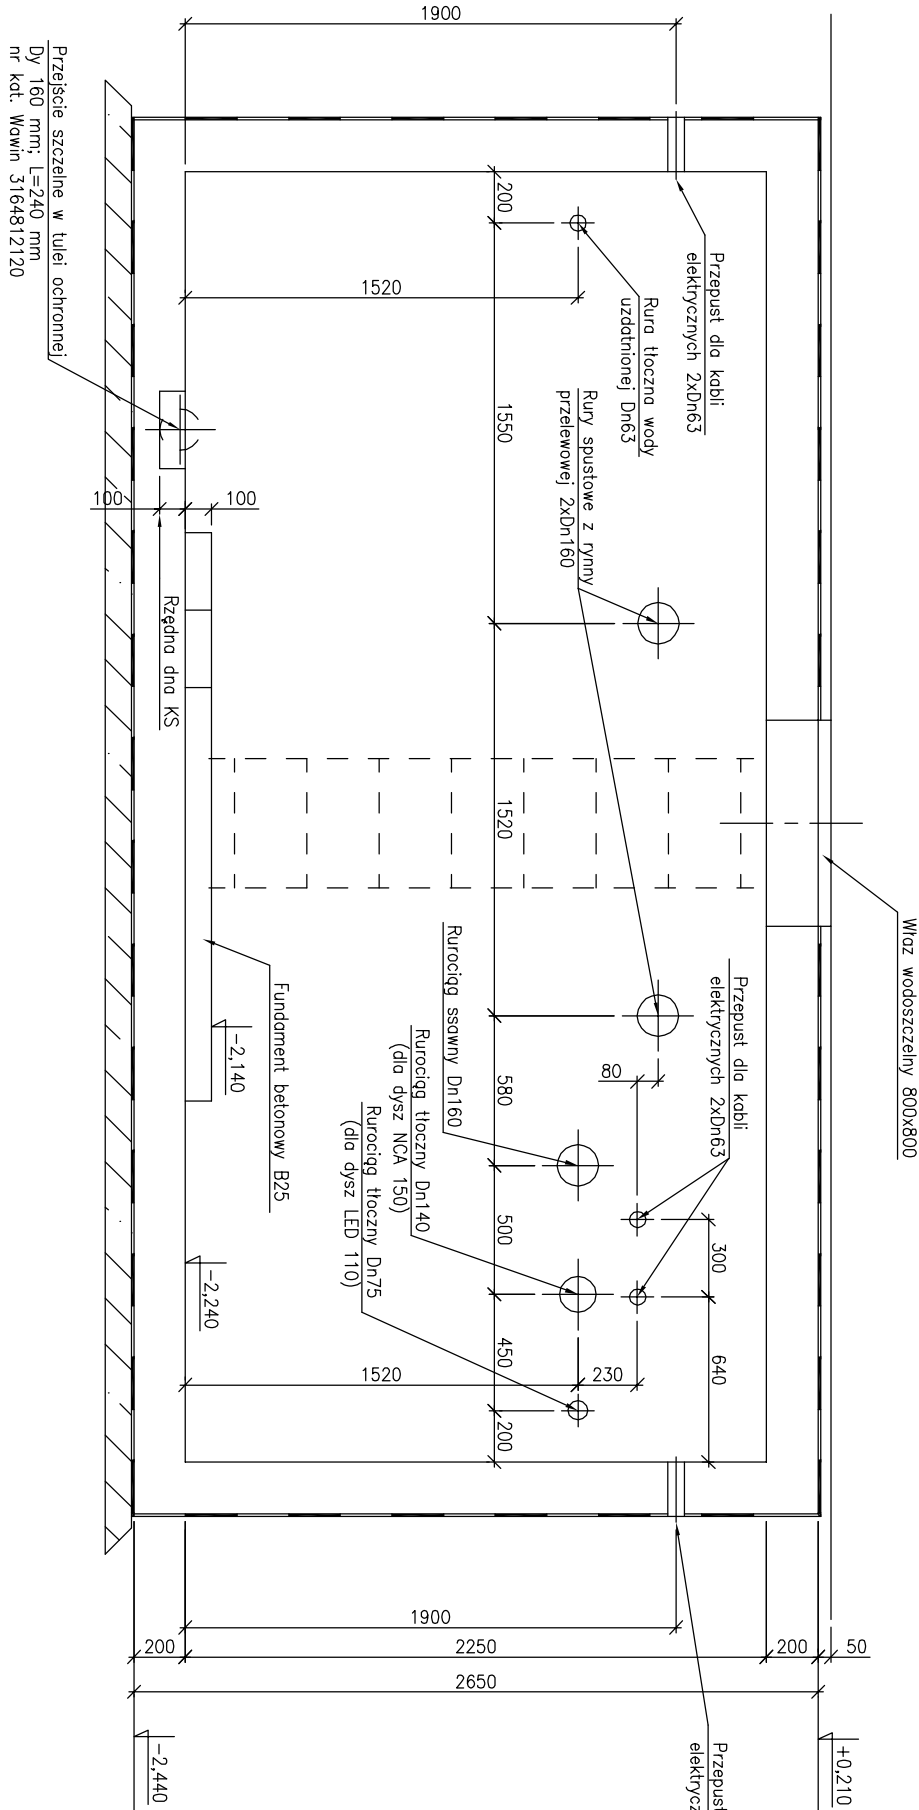 Właz wodoszczelny 800x800
+0,210
Przepust dla kabli
elektrycznych 2xDn63
Przepust dla kabli
elektrycznych 2xDn63
Przepust
elektrycz
Rura tłoczna wody
uzdatnionej Dn63
Rury spustowe z rynny
przelewowej 2xDn160
Rurociąg ssawny Dn160
Rurociąg tłoczny Dn140
(dla dysz NCA 150)
Rurociąg tłoczny Dn75
(dla dysz LED 110)
Fundament betonowy B25
-2,140
-2,240
Rzędna dna KS
Przejście szczelne w tulei ochronnej
Dy 160 mm; L=240 mm
nr kat. Wawin 3164812120
-2,440
200
1550
1520
580
500
450
200
300
640
80
230
1520
1520
1900
1900
100
100
200
2250
200
50
2650